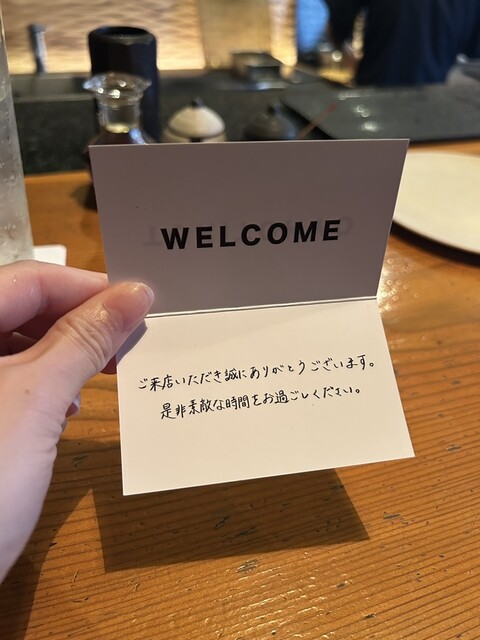 WELCOME
ご来店いただき誠にありがとうございます。
是非素敵な時間をお過ごしください。